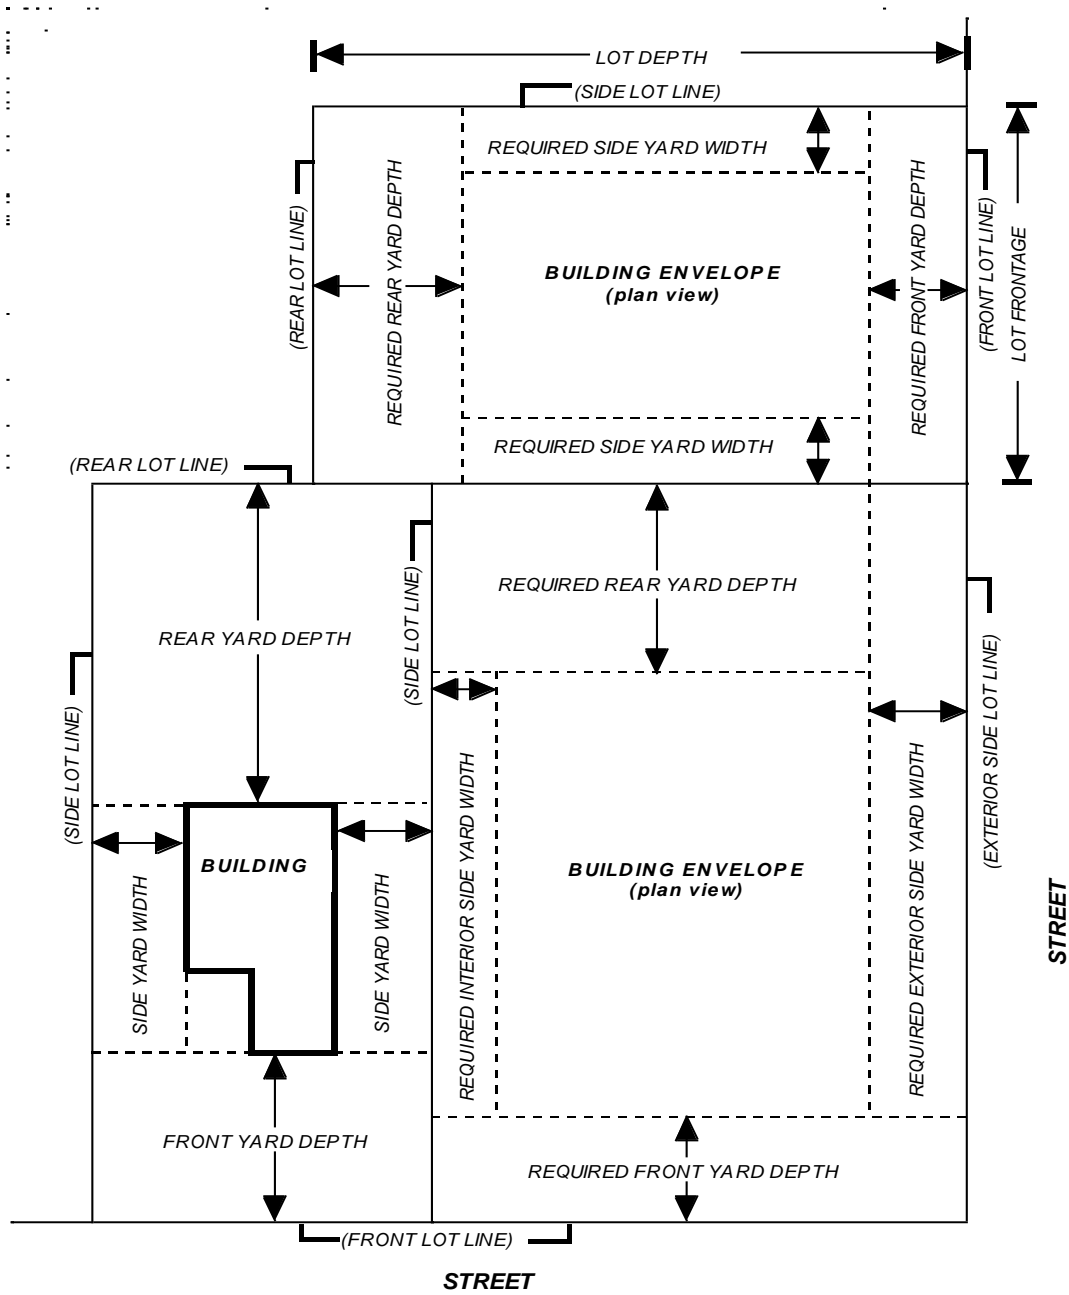 LOT DEPTH
(SIDE LOT LINE)
REQUIRED SIDE YARD WIDTH
(REAR LOT LINE)
REQUIRED REAR YARD DEPTH
BUILDING ENVELOPE
(plan view)
REQUIRED FRONT YARD DEPTH
(FRONT LOT LINE)
LOT FRONTAGE
REQUIRED SIDE YARD WIDTH
(REAR LOT LINE)
(SIDE LOT LINE)
REQUIRED REAR YARD DEPTH
REAR YARD DEPTH
(SIDE LOT LINE)
(EXTERIOR SIDE LOT LINE)
BUILDING
SIDE YARD WIDTH
SIDE YARD WIDTH
REQUIRED INTERIOR SIDE YARD WIDTH
BUILDING ENVELOPE
(plan view)
REQUIRED EXTERIOR SIDE YARD WIDTH
STREET
FRONT YARD DEPTH
REQUIRED FRONT YARD DEPTH
(FRONT LOT LINE)
STREET